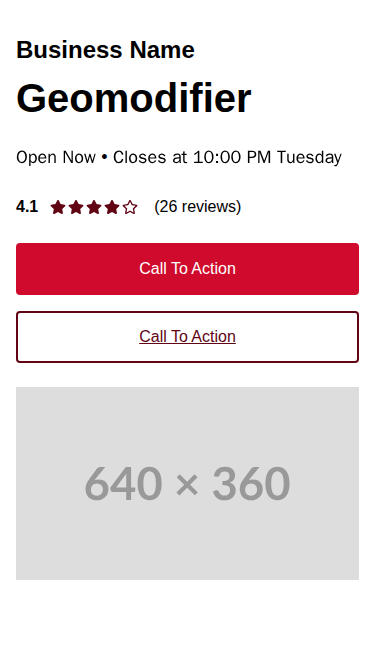 Business Name
Geomodifier
Open Now • Closes at 10:00 PM Tuesday
4.1 (26 reviews)
Call To Action
Call To Action
640 × 360